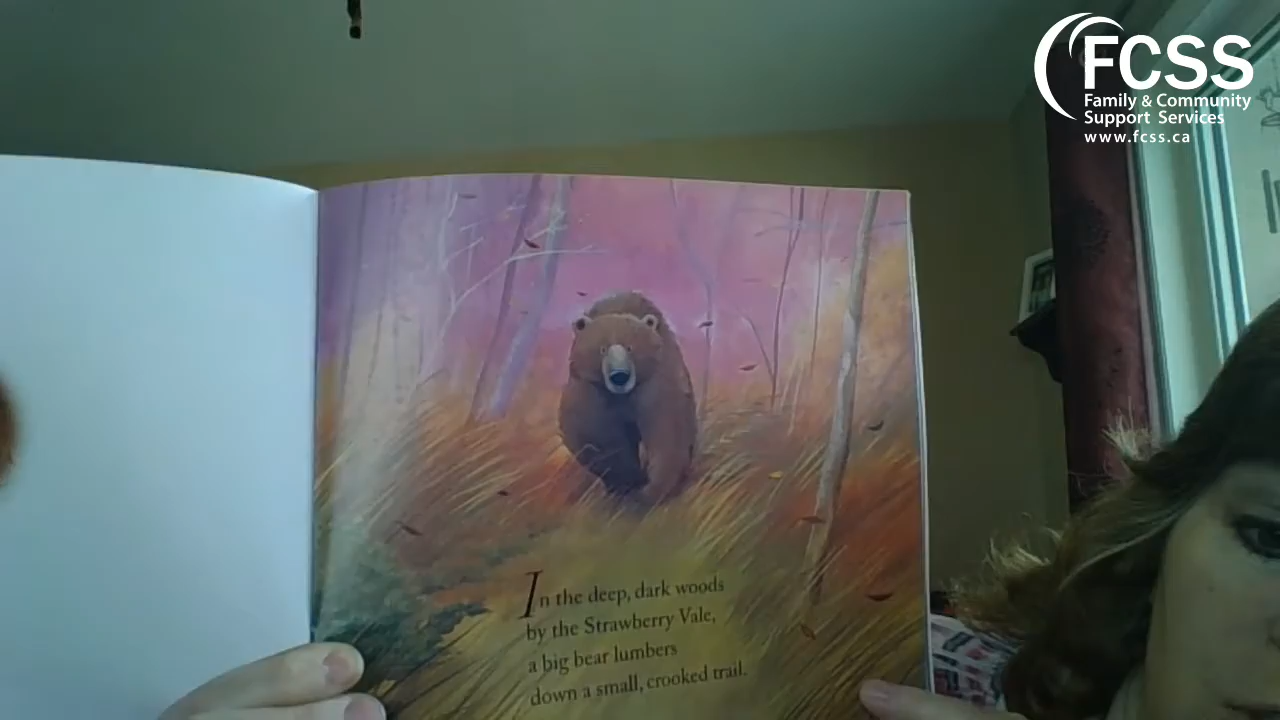 FCSS
Family & Community
Support Services
www.fcss.ca
In the deep, dark woods
by the Strawberry Vale,
a big bear lumbers
down a small, crooked trail.